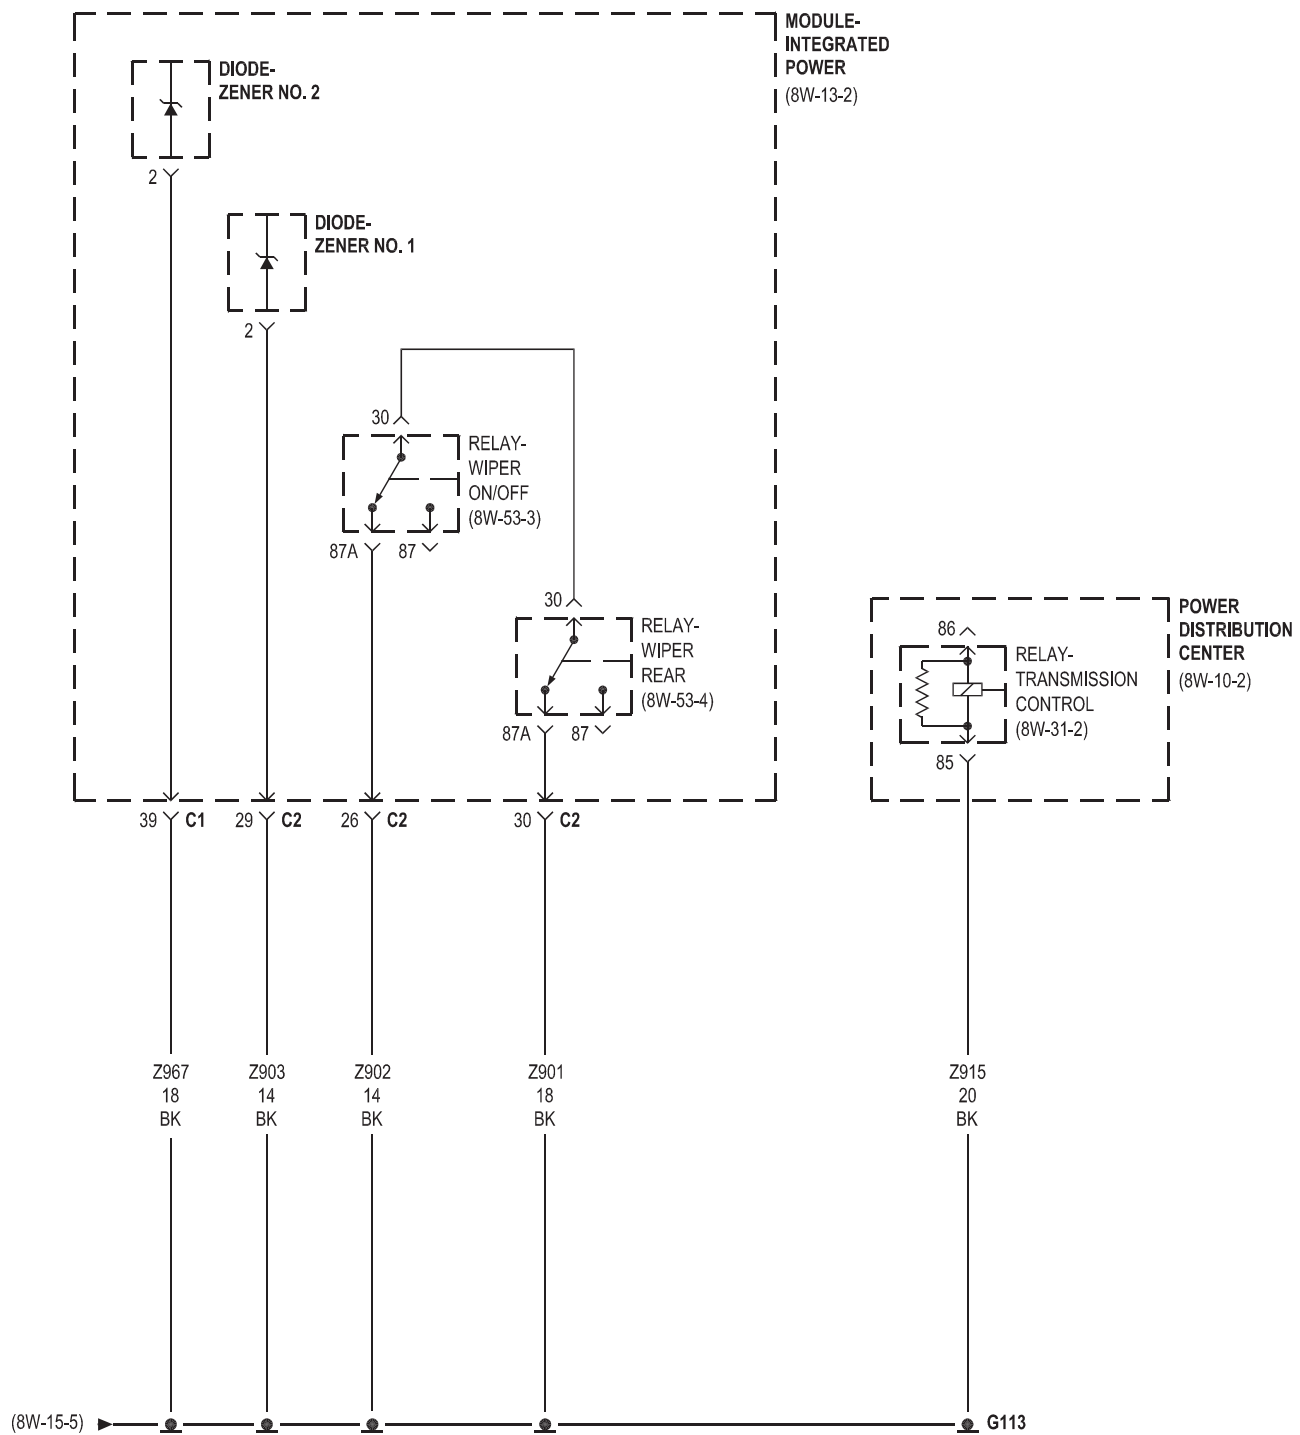 MODULE-
INTEGRATED
POWER
(8W-13-2)
DIODE-
ZENER NO. 2
2
DIODE-
ZENER NO. 1
2
30
RELAY-
WIPER
ON/OFF
(8W-53-3)
87A
87
30
RELAY-
WIPER
REAR
(8W-53-4)
87A
87
POWER
DISTRIBUTION
CENTER
(8W-10-2)
86
RELAY-
TRANSMISSION
CONTROL
(8W-31-2)
85
39 C1
29 C2
26 C2
30 C2
Z967
18
BK
Z903
14
BK
Z902
14
BK
Z901
18
BK
Z915
20
BK
(8W-15-5)
G113